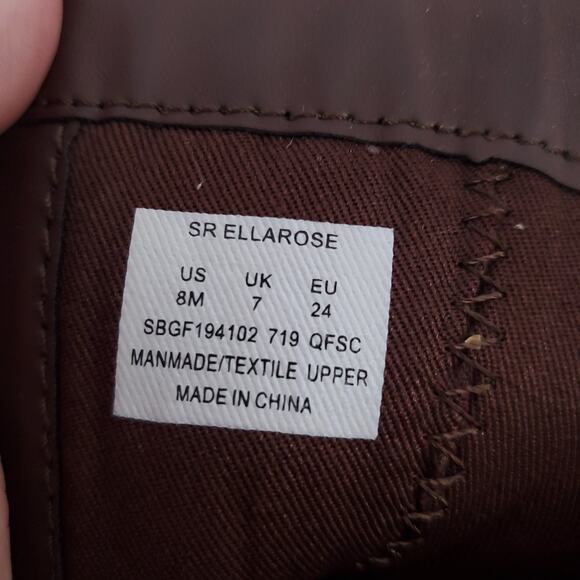 SR ELLAROSE
US UK EU
8M 7 24
SBGF194102 719 QFSC
MANMADE/TEXTILE UPPER
MADE IN CHINA